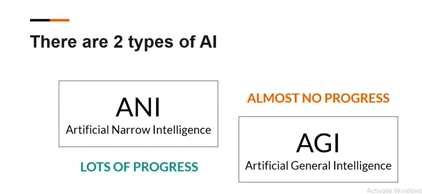 There are 2 types of AI
ANI
Artificial Narrow Intelligence
LOTS OF PROGRESS
ALMOST NO PROGRESS
AGI
Artificial General Intelligence
Activate Windows